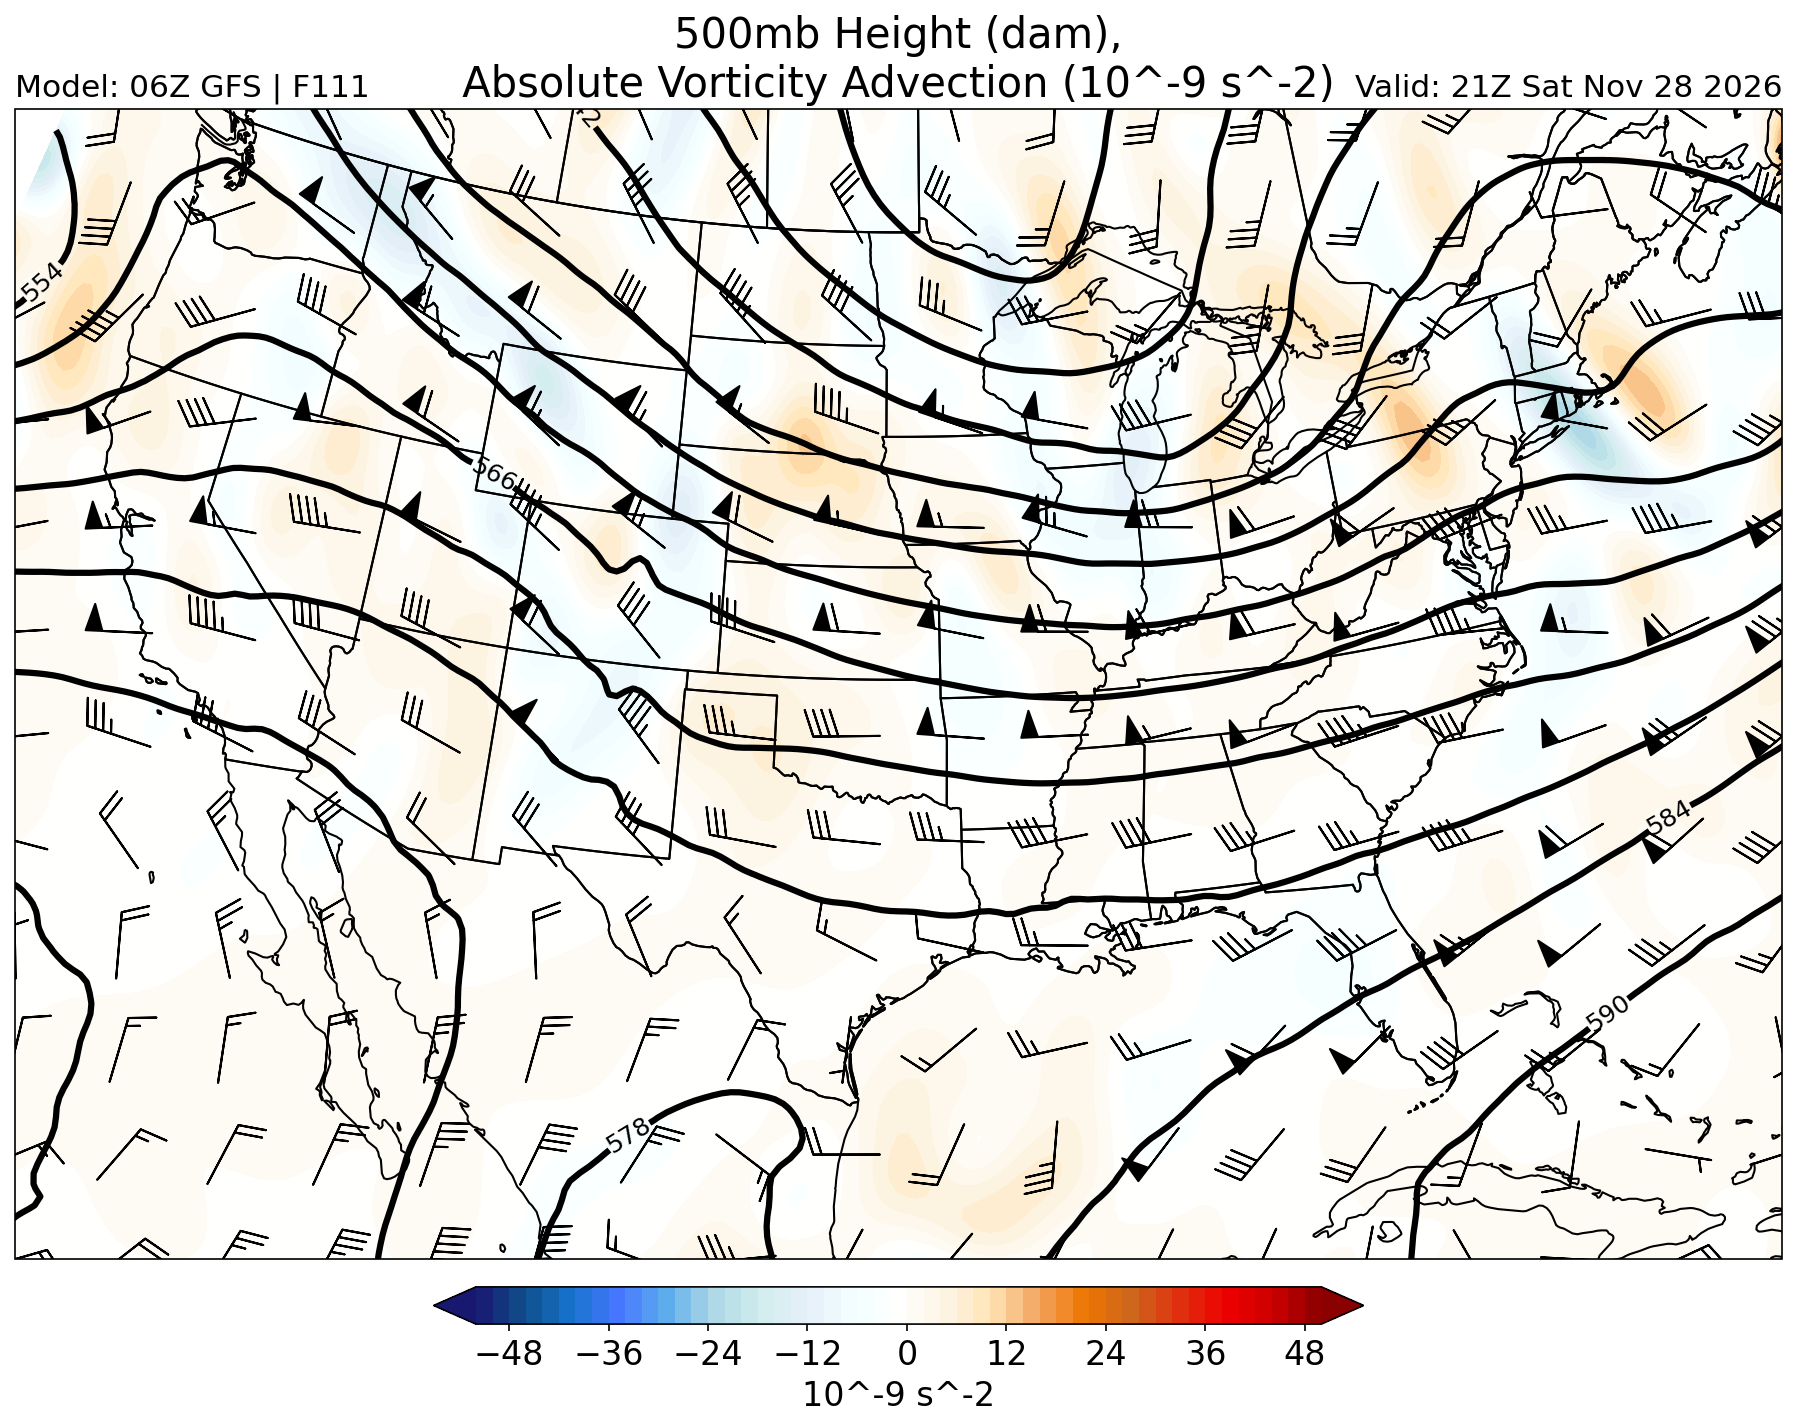 500mb Height (dam),
Absolute Vorticity Advection (10^-9 s^-2)
Model: 06Z GFS | F111
Valid: 21Z Sat Nov 28 2026
554
566
578
584
590
−48 −36 −24 −12 0 12 24 36 48
10^-9 s^-2